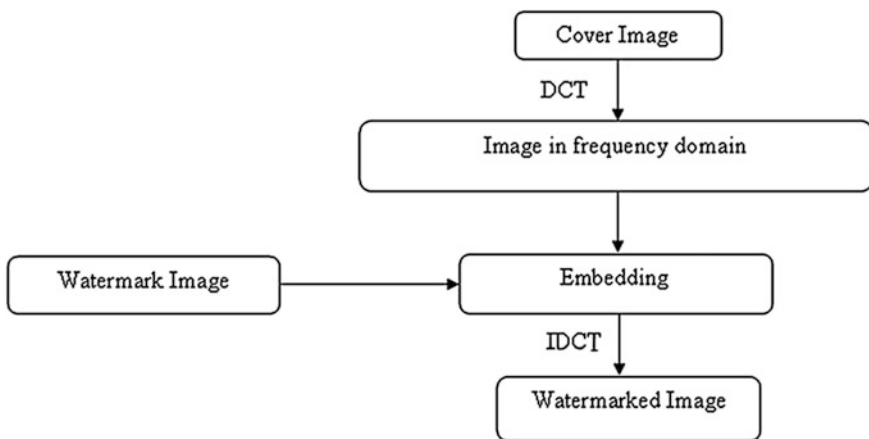 Cover Image
DCT
Image in frequency domain
Watermark Image
Embedding
IDCT
Watermarked Image